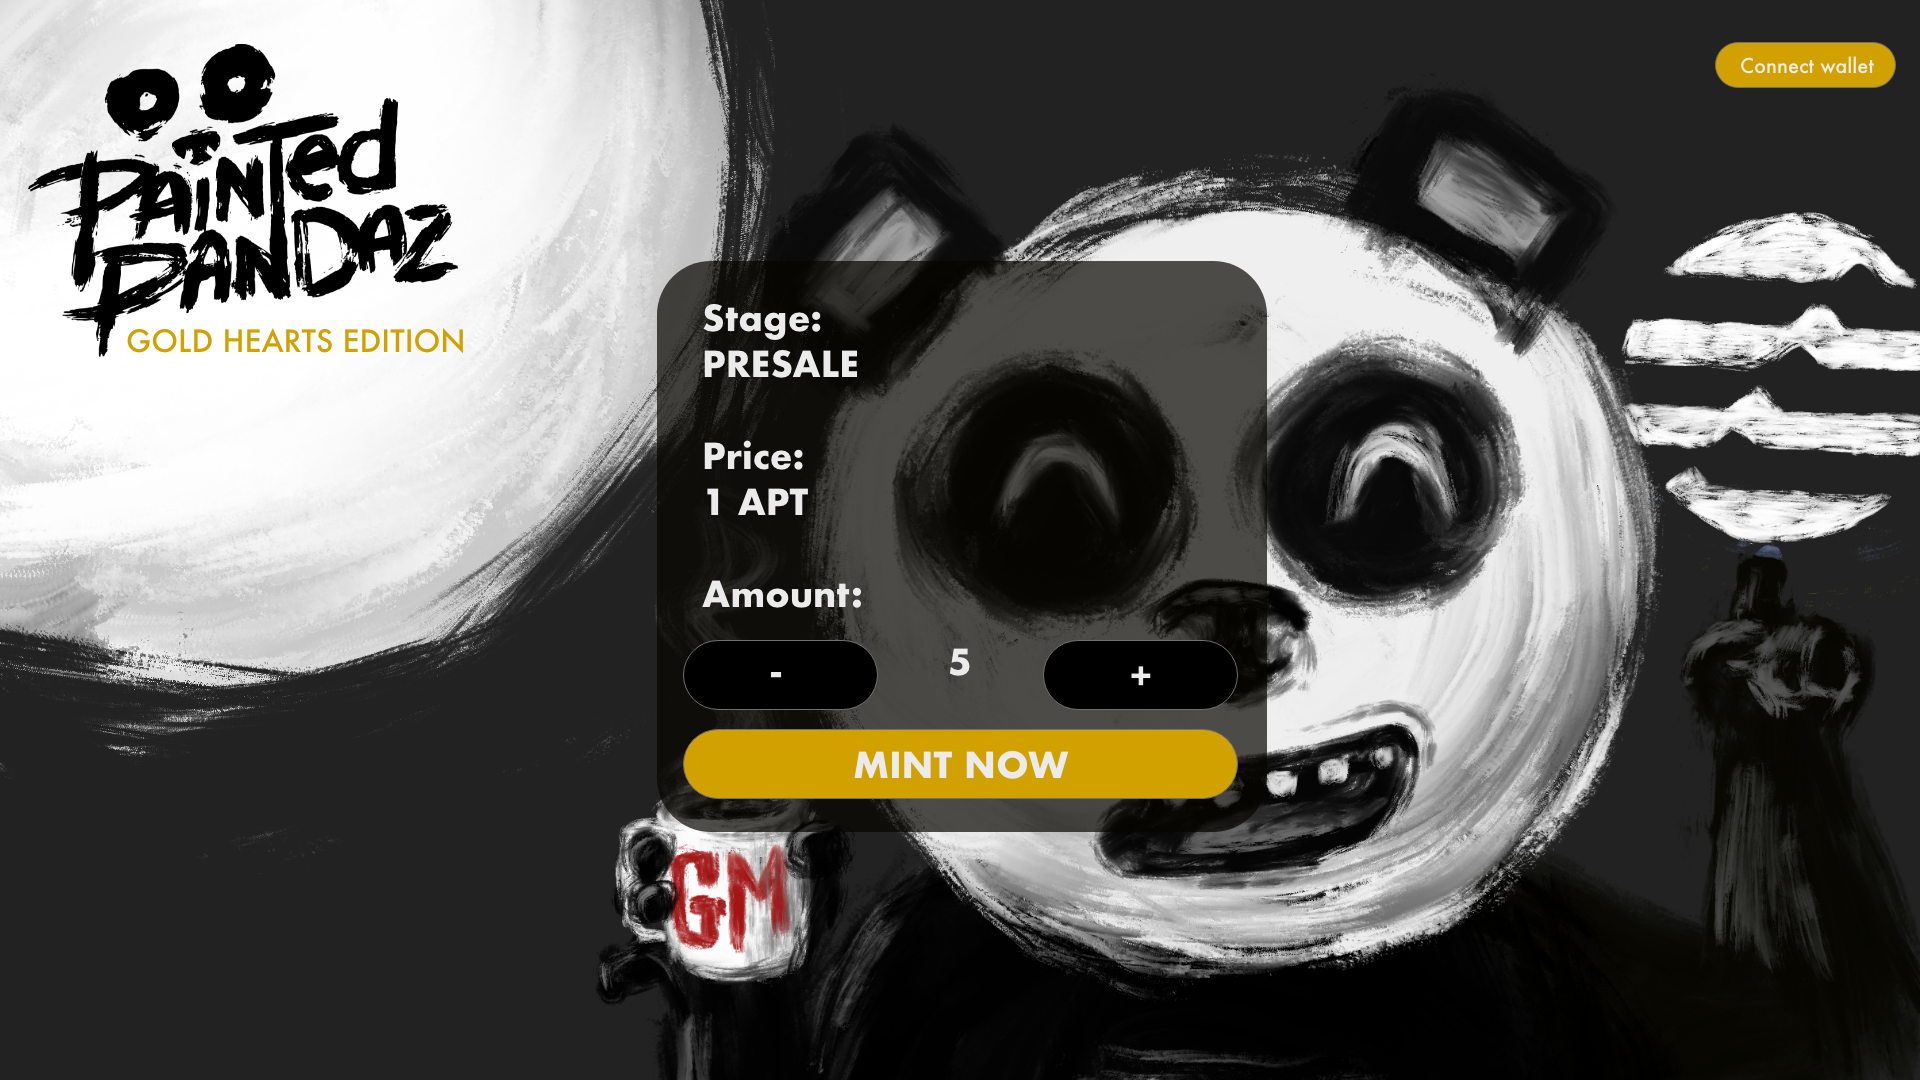 PAINTed
PANDAZ
GOLD HEARTS EDITION
Connect wallet
Stage:
PRESALE
Price:
1 APT
Amount:
-
5
+
MINT NOW
GM